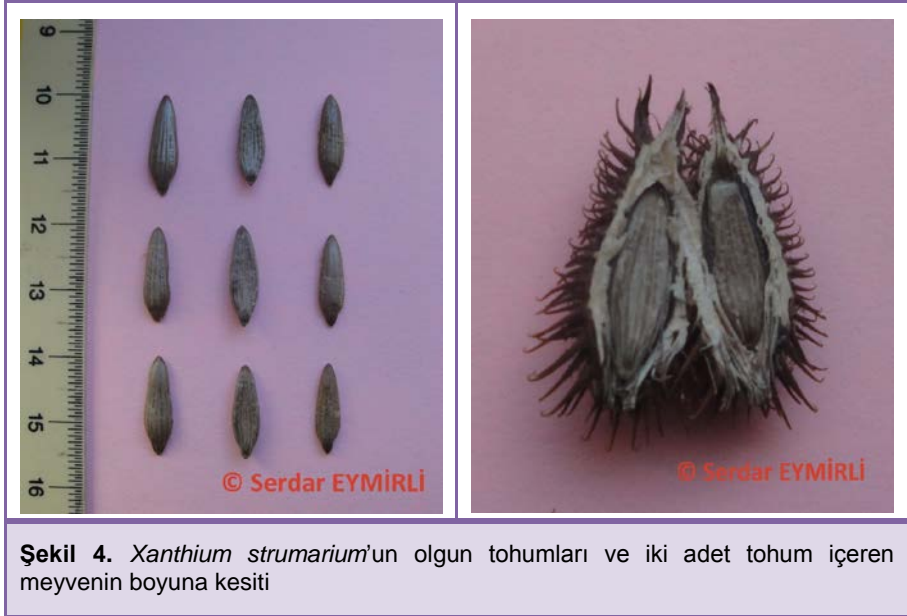 9
10
11
12
13
14
15
16
© Serdar EYMİRLİ
© Serdar EYMİRLİ
Şekil 4. Xanthium strumarium'un olgun tohumları ve iki adet tohum içeren
meyvenin boyuna kesiti